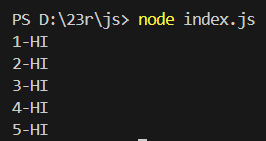 PS D:\23r\js> node index.js
1-HI
2-HI
3-HI
4-HI
5-HI